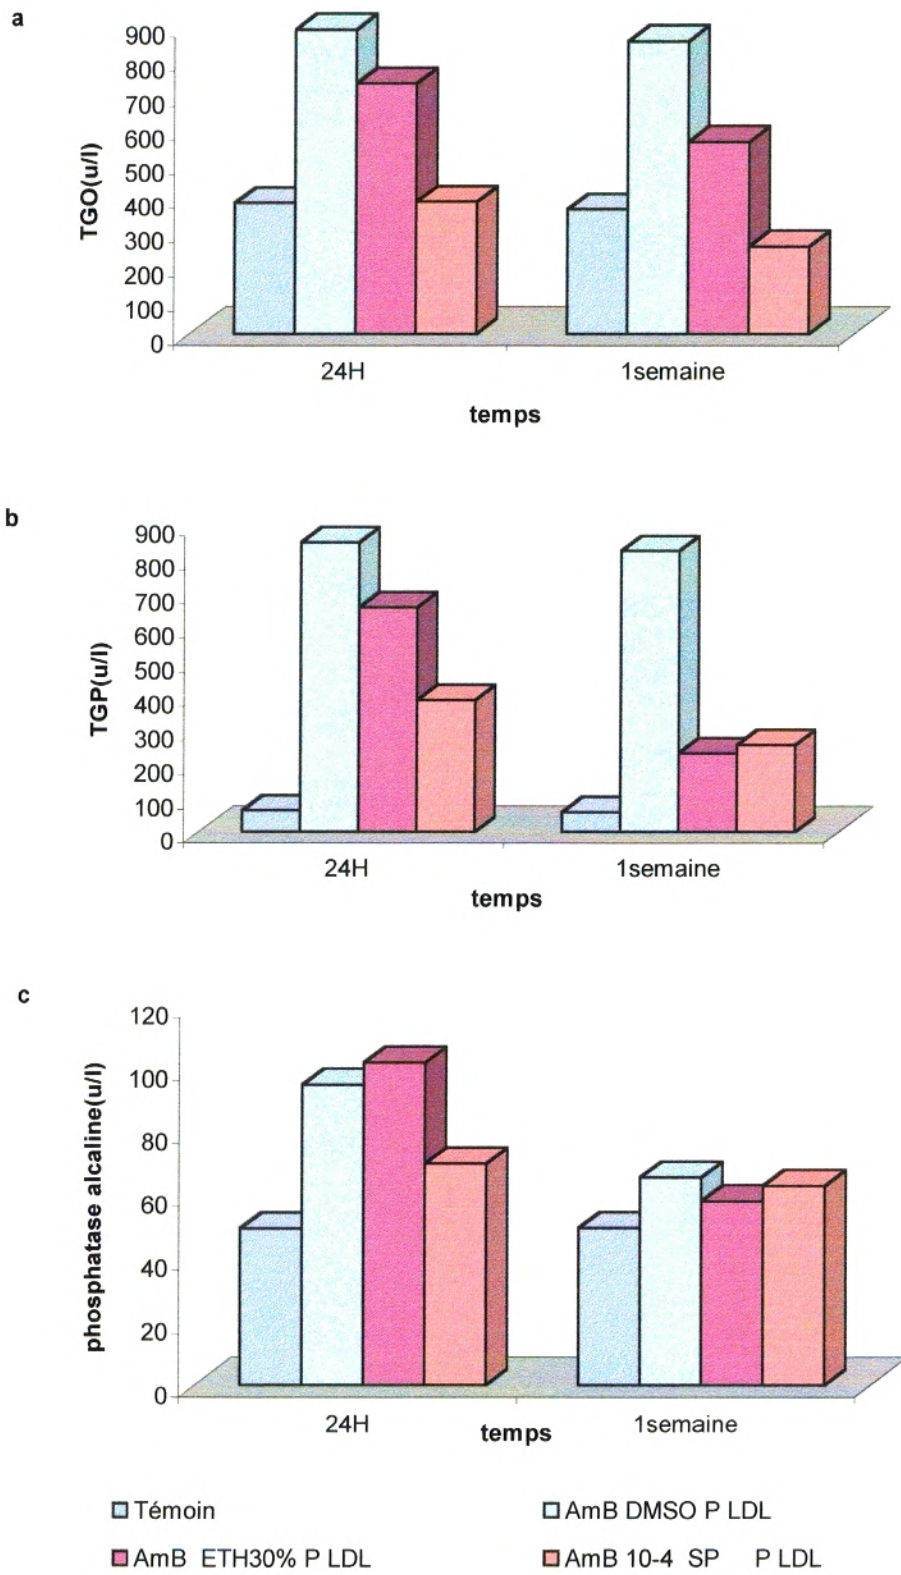 a
TGO(u/l)
900
800
700
600
500
400
300
200
100
0
24H 1semaine
temps
b
TGP(u/l)
900
800
700
600
500
400
300
200
100
0
24H 1semaine
temps
c
phosphatase alcaline(u/l)
120
100
80
60
40
20
0
24H 1semaine
temps
Témoin AmB DMSO P LDL
AmB ETH30% P LDL AmB 10-4 SP P LDL